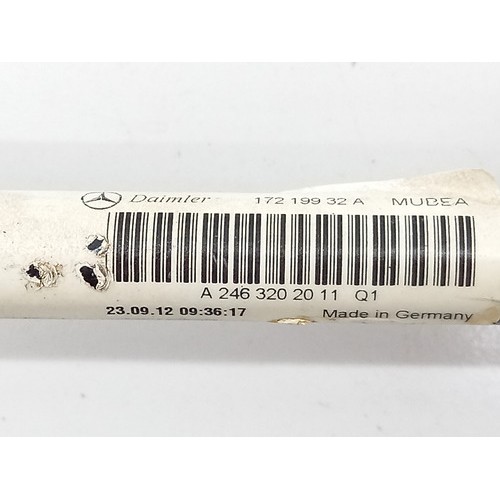 Daimler 172 199 32 A MUBEA
A 246 320 20 11 Q1
23.09.12 09:36:17 Made in Germany